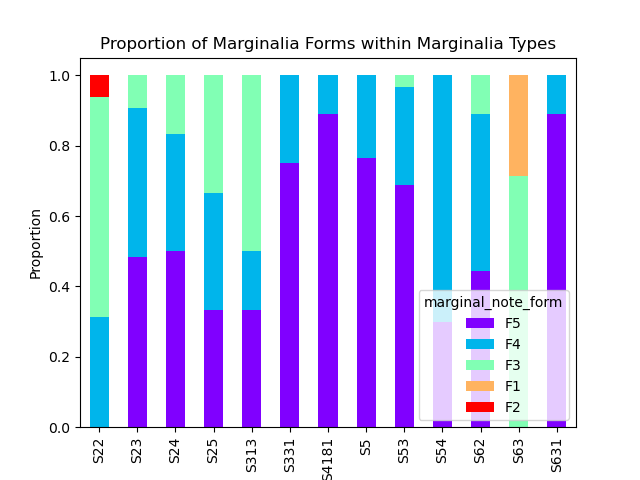 Proportion of Marginalia Forms within Marginalia Types
Proportion
1.0
0.8
0.6
0.4
0.2
0.0
marginal_note_form
F5
F4
F3
F1
F2
S22
S23
S24
S25
S313
S331
S4181
S5
S53
S54
S62
S63
S631